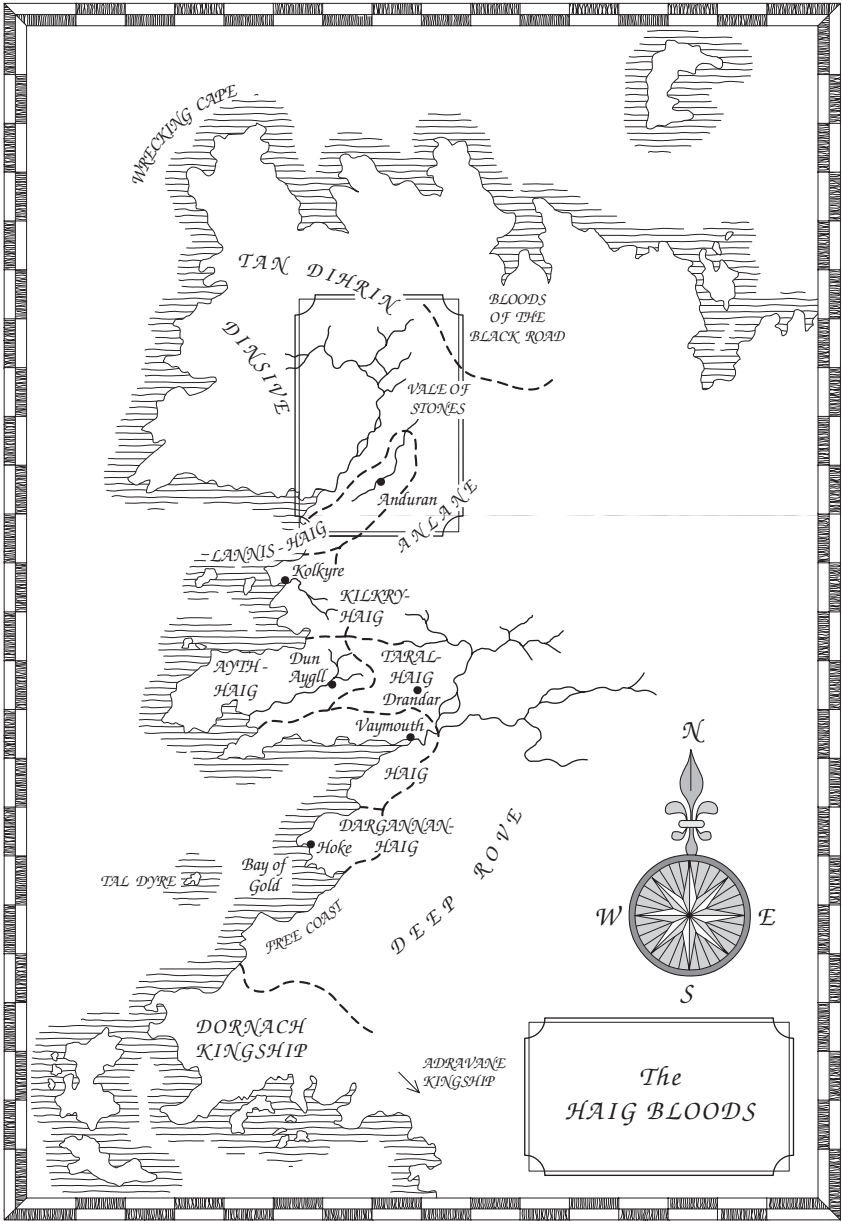 WRECKING CAPE
TAN DIHRIN
BLOODS
OF THE
BLACK ROAD
DINSIVE
VALE OF
STONES
Anduran
ANLANE
LANNIS-HAIG
Kolkyre
KILKRY-
HAIG
AYTH-
HAIG
Dun
Aygll
TARAL-
HAIG
Drandar
Vaymouth
HAIG
DARGANNAN-
HAIG
Hoke
Bay of
Gold
TAL DYRE
FREE COAST
DEEP ROVE
N
W
E
S
DORNACH
KINGSHIP
ADRAVANE
KINGSHIP
The
HAIG BLOODS